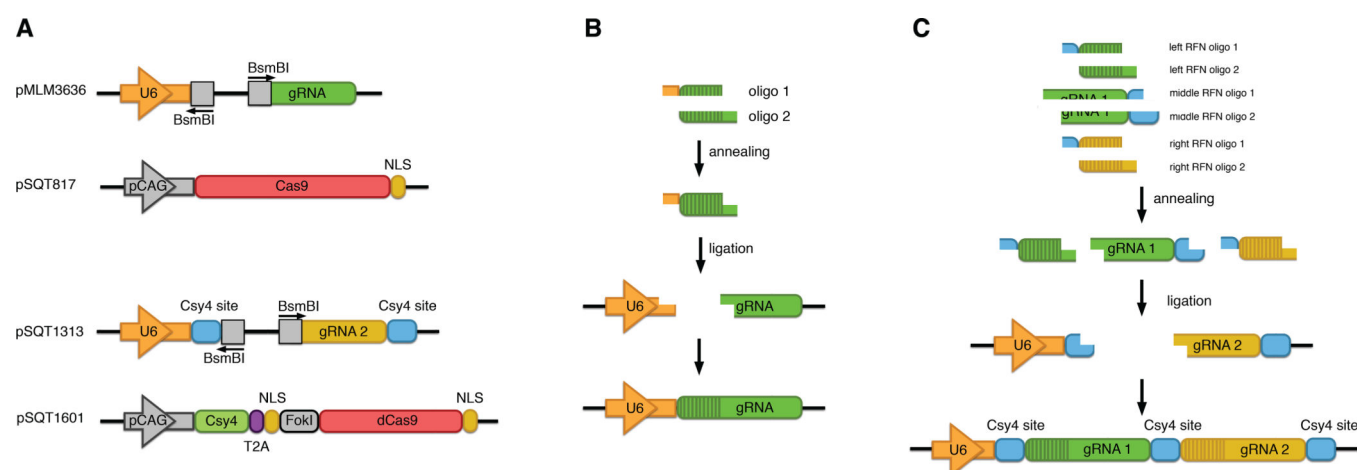 A
pMLM3636
U6
BsmBI
BsmBI
gRNA
pSQT817
pCAG
Cas9
NLS
pSQT1313
U6
Csy4 site
BsmBI
BsmBI
gRNA 2
Csy4 site
pSQT1601
pCAG
Csy4
T2A
NLS
FokI
dCas9
NLS
B
oligo 1
oligo 2
annealing
ligation
U6
gRNA
U6
gRNA
C
left RFN oligo 1
left RFN oligo 2
gRNA 1
middle RFN oligo 1
gRNA 1
middle RFN oligo 2
right RFN oligo 1
right RFN oligo 2
annealing
gRNA 1
ligation
U6
gRNA 2
Csy4 site
Csy4 site
Csy4 site
U6
gRNA 1
gRNA 2